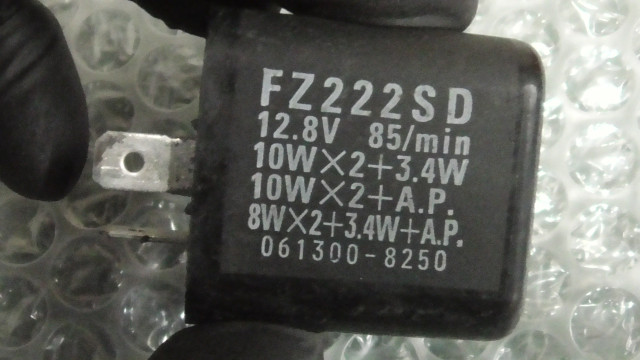 FZ222SD
12.8V 85/min
10W×2+3.4W
10W×2+A.P.
8W×2+3.4W+A.P.
061300-8250